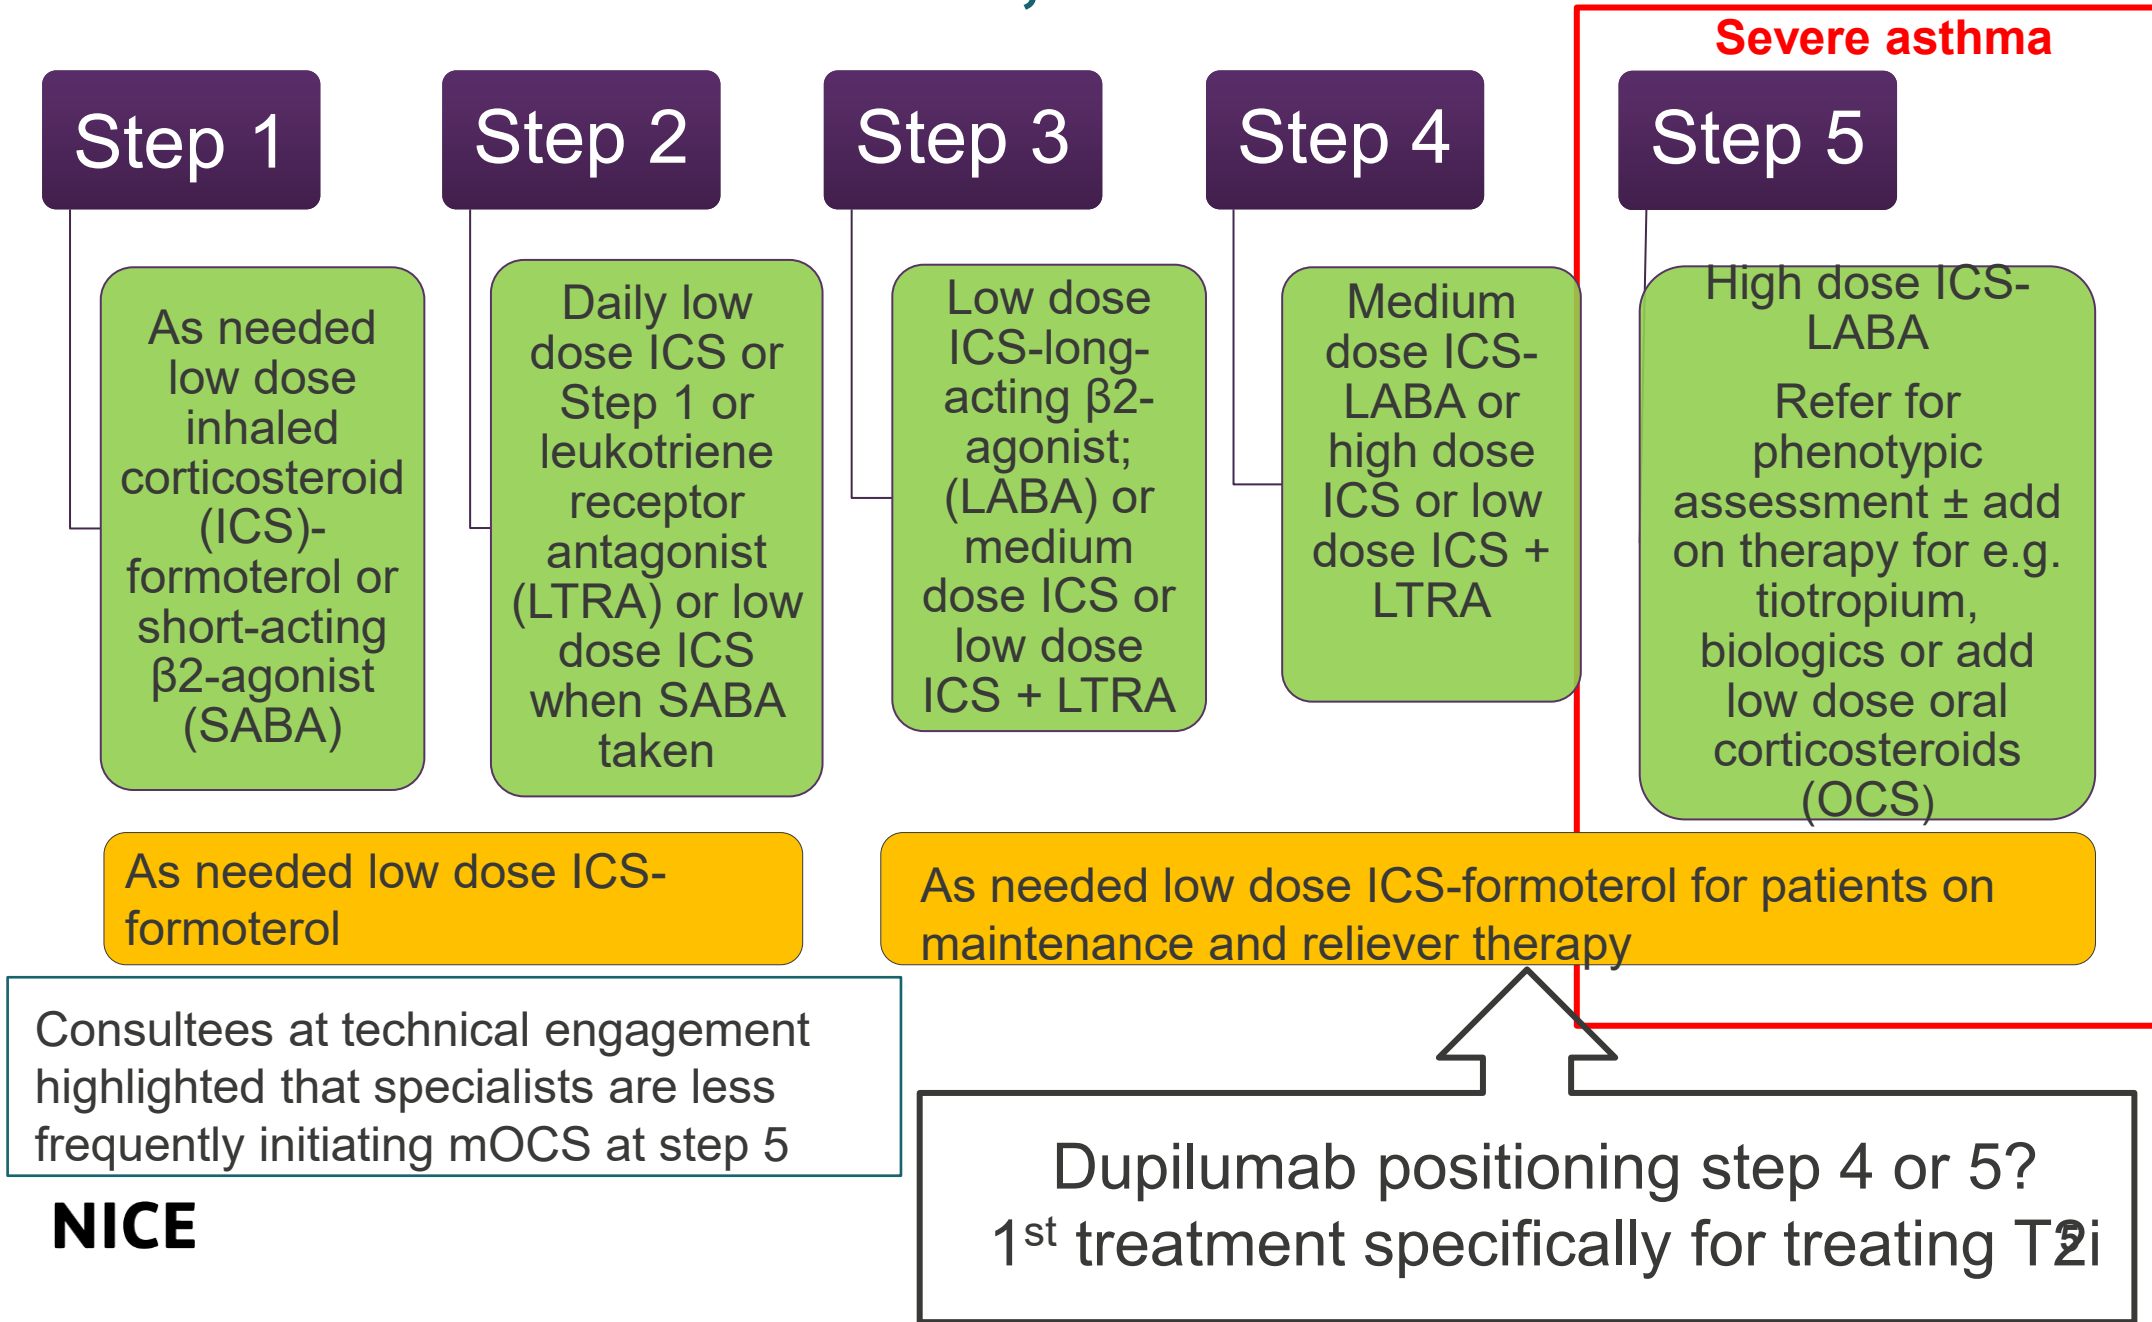 Severe asthma
Step 1
Step 2
Step 3
Step 4
Step 5
As needed
low dose
inhaled
corticosteroid
(ICS)-
formoterol or
short-acting
β2-agonist
(SABA)
Daily low
dose ICS or
Step 1 or
leukotriene
receptor
antagonist
(LTRA) or low
dose ICS
when SABA
taken
Low dose
ICS-long-
acting β2-
agonist;
(LABA) or
medium
dose ICS or
low dose
ICS + LTRA
Medium
dose ICS-
LABA or
high dose
ICS or low
dose ICS +
LTRA
High dose ICS-
LABA
Refer for
phenotypic
assessment ± add
on therapy for e.g.
tiotropium,
biologics or add
low dose oral
corticosteroids
(OCS)
As needed low dose ICS-
formoterol
As needed low dose ICS-formoterol for patients on
maintenance and reliever therapy
Consultees at technical engagement
highlighted that specialists are less
frequently initiating mOCS at step 5
Dupilumab positioning step 4 or 5?
1st treatment specifically for treating T2i
NICE